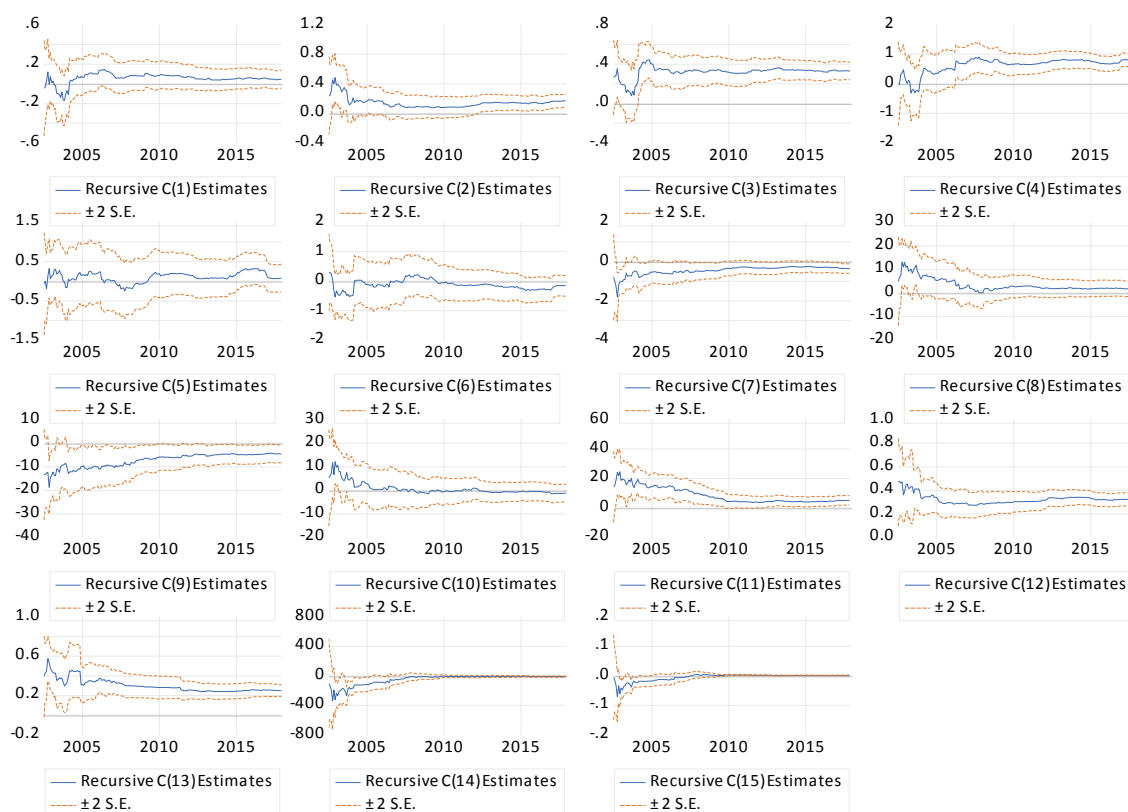 .6
.2
-.2
-.6
2005 2010 2015
Recursive C(1) Estimates
± 2 S.E.
1.2
0.8
0.4
0.0
-0.4
2005 2010 2015
Recursive C(2) Estimates
± 2 S.E.
.8
.4
.0
-.4
2005 2010 2015
Recursive C(3) Estimates
± 2 S.E.
2
1
0
-1
-2
2005 2010 2015
Recursive C(4) Estimates
± 2 S.E.
1.5
0.5
-0.5
-1.5
2005 2010 2015
Recursive C(5) Estimates
± 2 S.E.
2
1
0
-1
-2
2005 2010 2015
Recursive C(6) Estimates
± 2 S.E.
2
0
-2
-4
2005 2010 2015
Recursive C(7) Estimates
± 2 S.E.
30
20
10
0
-10
-20
2005 2010 2015
Recursive C(8) Estimates
± 2 S.E.
10
0
-10
-20
-30
-40
2005 2010 2015
Recursive C(9) Estimates
± 2 S.E.
30
20
10
0
-10
-20
2005 2010 2015
Recursive C(10) Estimates
± 2 S.E.
60
40
20
0
-20
2005 2010 2015
Recursive C(11) Estimates
± 2 S.E.
1.0
0.8
0.6
0.4
0.2
0.0
2005 2010 2015
Recursive C(12) Estimates
± 2 S.E.
1.0
0.6
0.2
-0.2
2005 2010 2015
Recursive C(13) Estimates
± 2 S.E.
800
400
0
-400
-800
2005 2010 2015
Recursive C(14) Estimates
± 2 S.E.
.2
.1
.0
-.1
-.2
2005 2010 2015
Recursive C(15) Estimates
± 2 S.E.